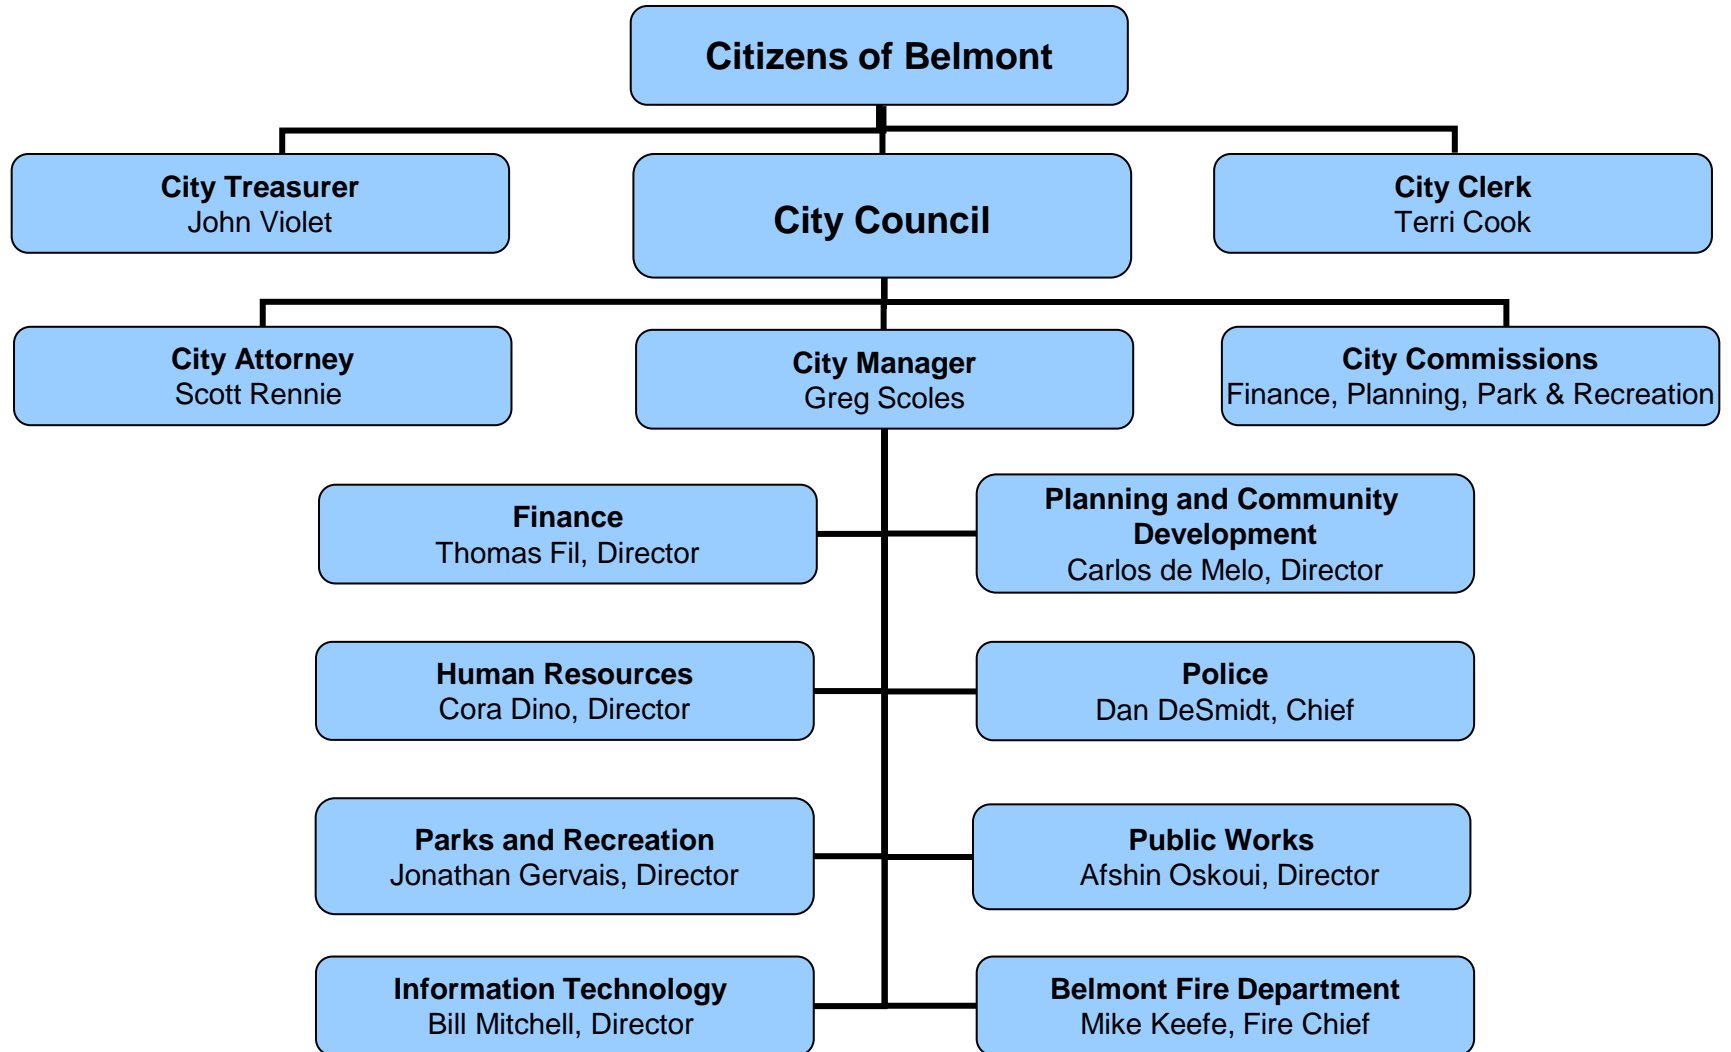 Citizens of Belmont
City Treasurer
John Violet
City Council
City Clerk
Terri Cook
City Attorney
Scott Rennie
City Manager
Greg Scoles
City Commissions
Finance, Planning, Park & Recreation
Finance
Thomas Fil, Director
Planning and Community
Development
Carlos de Melo, Director
Human Resources
Cora Dino, Director
Police
Dan DeSmidt, Chief
Parks and Recreation
Jonathan Gervais, Director
Public Works
Afshin Oskoui, Director
Information Technology
Bill Mitchell, Director
Belmont Fire Department
Mike Keefe, Fire Chief